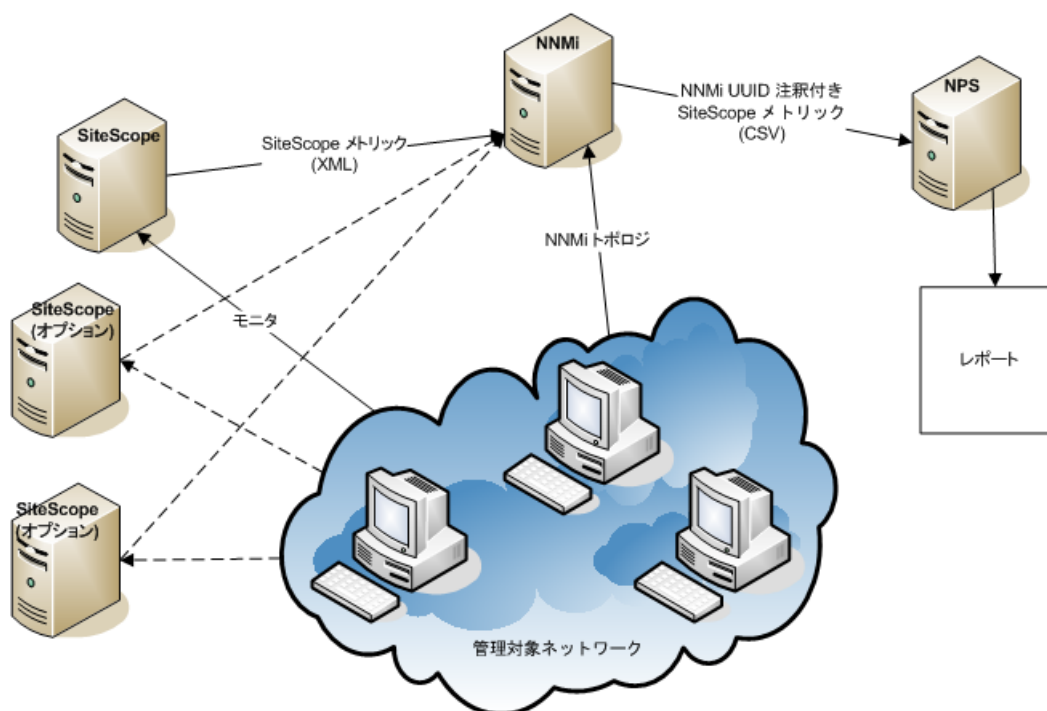 NNMi
NPS
SiteScope
SiteScope メトリック
(XML)
NNMi UUID 注釈付き
SiteScope メトリック
(CSV)
NNMi トポロジ
SiteScope
(オプション)
モニタ
レポート
SiteScope
(オプション)
管理対象ネットワーク